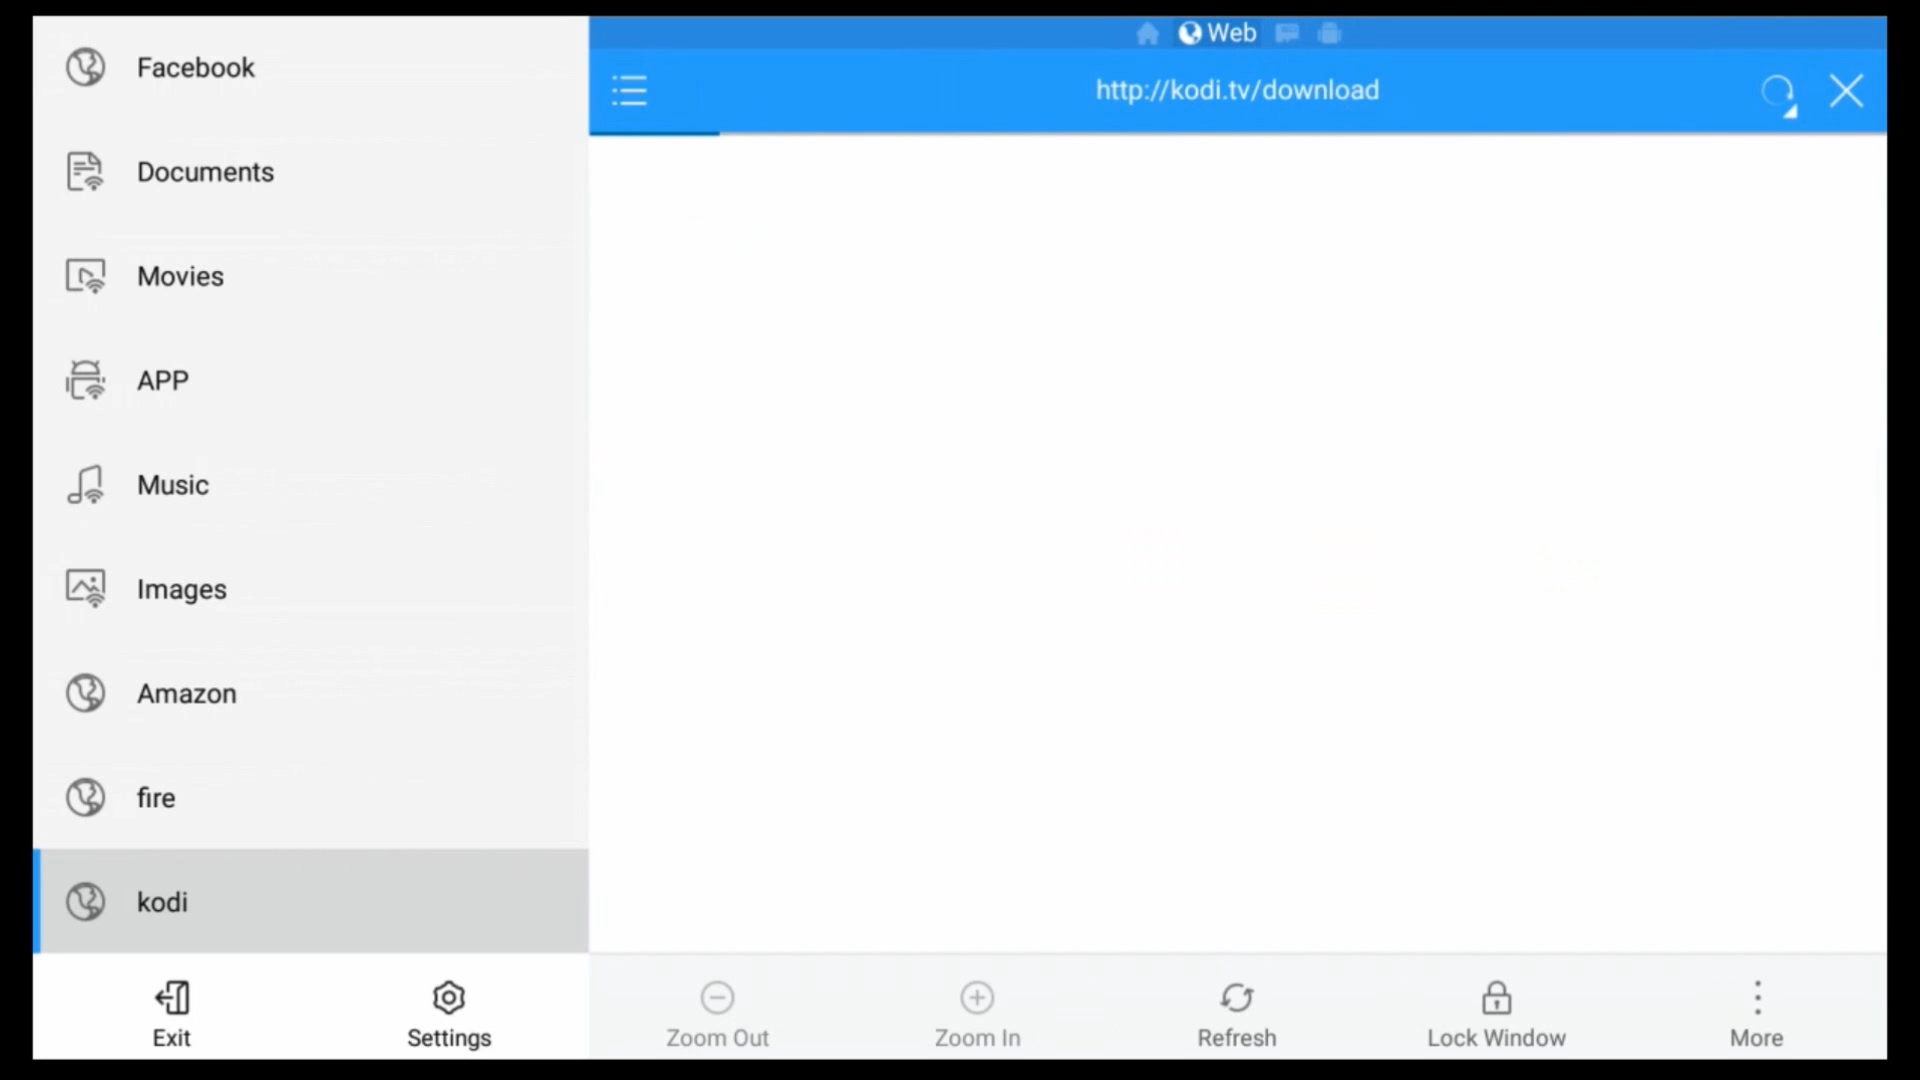 Facebook
Documents
Movies
APP
Music
Images
Amazon
fire
kodi
Exit
Settings
Web
http://kodi.tv/download
Zoom Out
Zoom In
Refresh
Lock Window
More